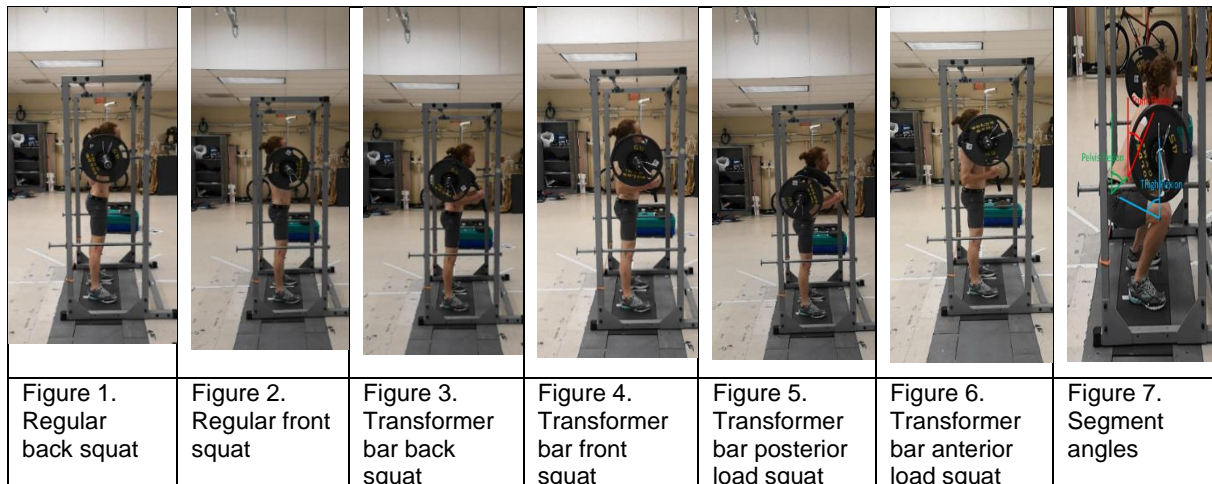 Figure 1.
Regular
back squat
Figure 2.
Regular front
squat
Figure 3.
Transformer
bar back
squat
Figure 4.
Transformer
bar front
squat
Figure 5.
Transformer
bar posterior
load squat
Figure 6.
Transformer
bar anterior
load squat
Figure 7.
Segment
angles